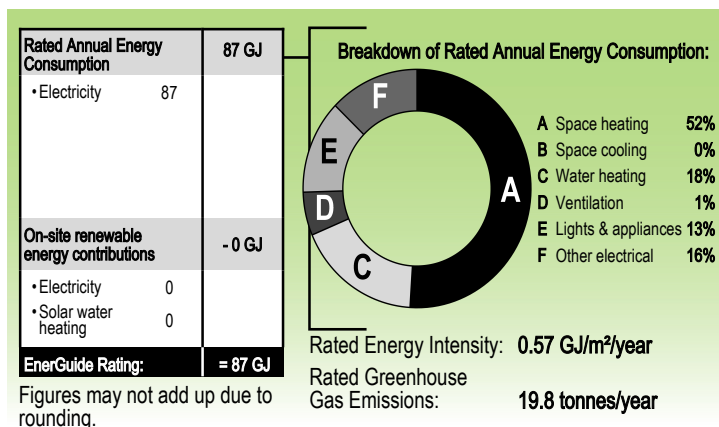 Rated Annual Energy Consumption 87 GJ
• Electricity 87
On-site renewable energy contributions - 0 GJ
• Electricity 0
• Solar water heating 0
EnerGuide Rating: = 87 GJ
Figures may not add up due to
rounding.
Breakdown of Rated Annual Energy Consumption:
F
E
D
C
A
A Space heating 52%
B Space cooling 0%
C Water heating 18%
D Ventilation 1%
E Lights & appliances 13%
F Other electrical 16%
Rated Energy Intensity: 0.57 GJ/m²/year
Rated Greenhouse
Gas Emissions: 19.8 tonnes/year